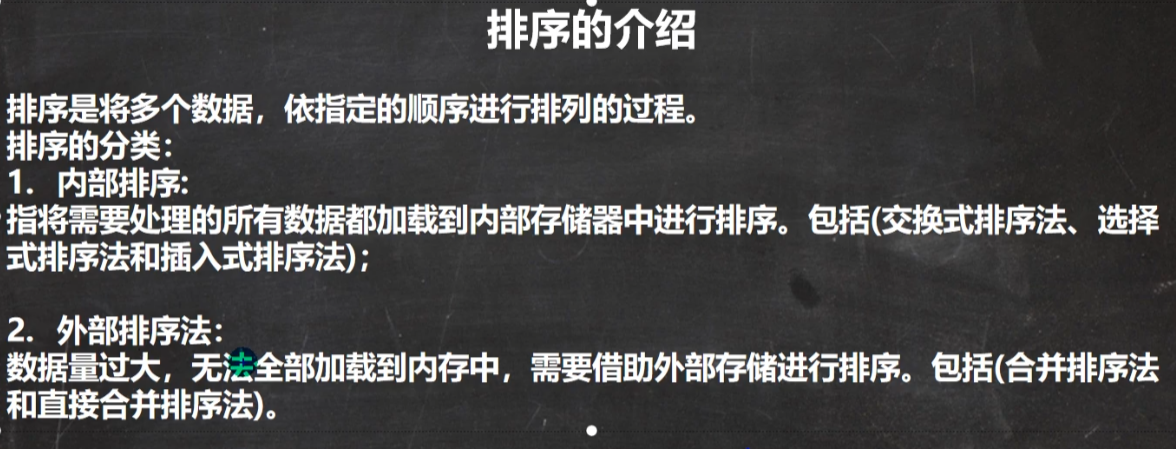 排序的介绍
排序是将多个数据，依指定的顺序进行排列的过程。
排序的分类：
1. 内部排序:
指将需要处理的所有数据都加载到内部存储器中进行排序。包括(交换式排序法、选择
式排序法和插入式排序法)；
2. 外部排序法：
数据量过大，无法全部加载到内存中，需要借助外部存储进行排序。包括(合并排序法
和直接合并排序法)。